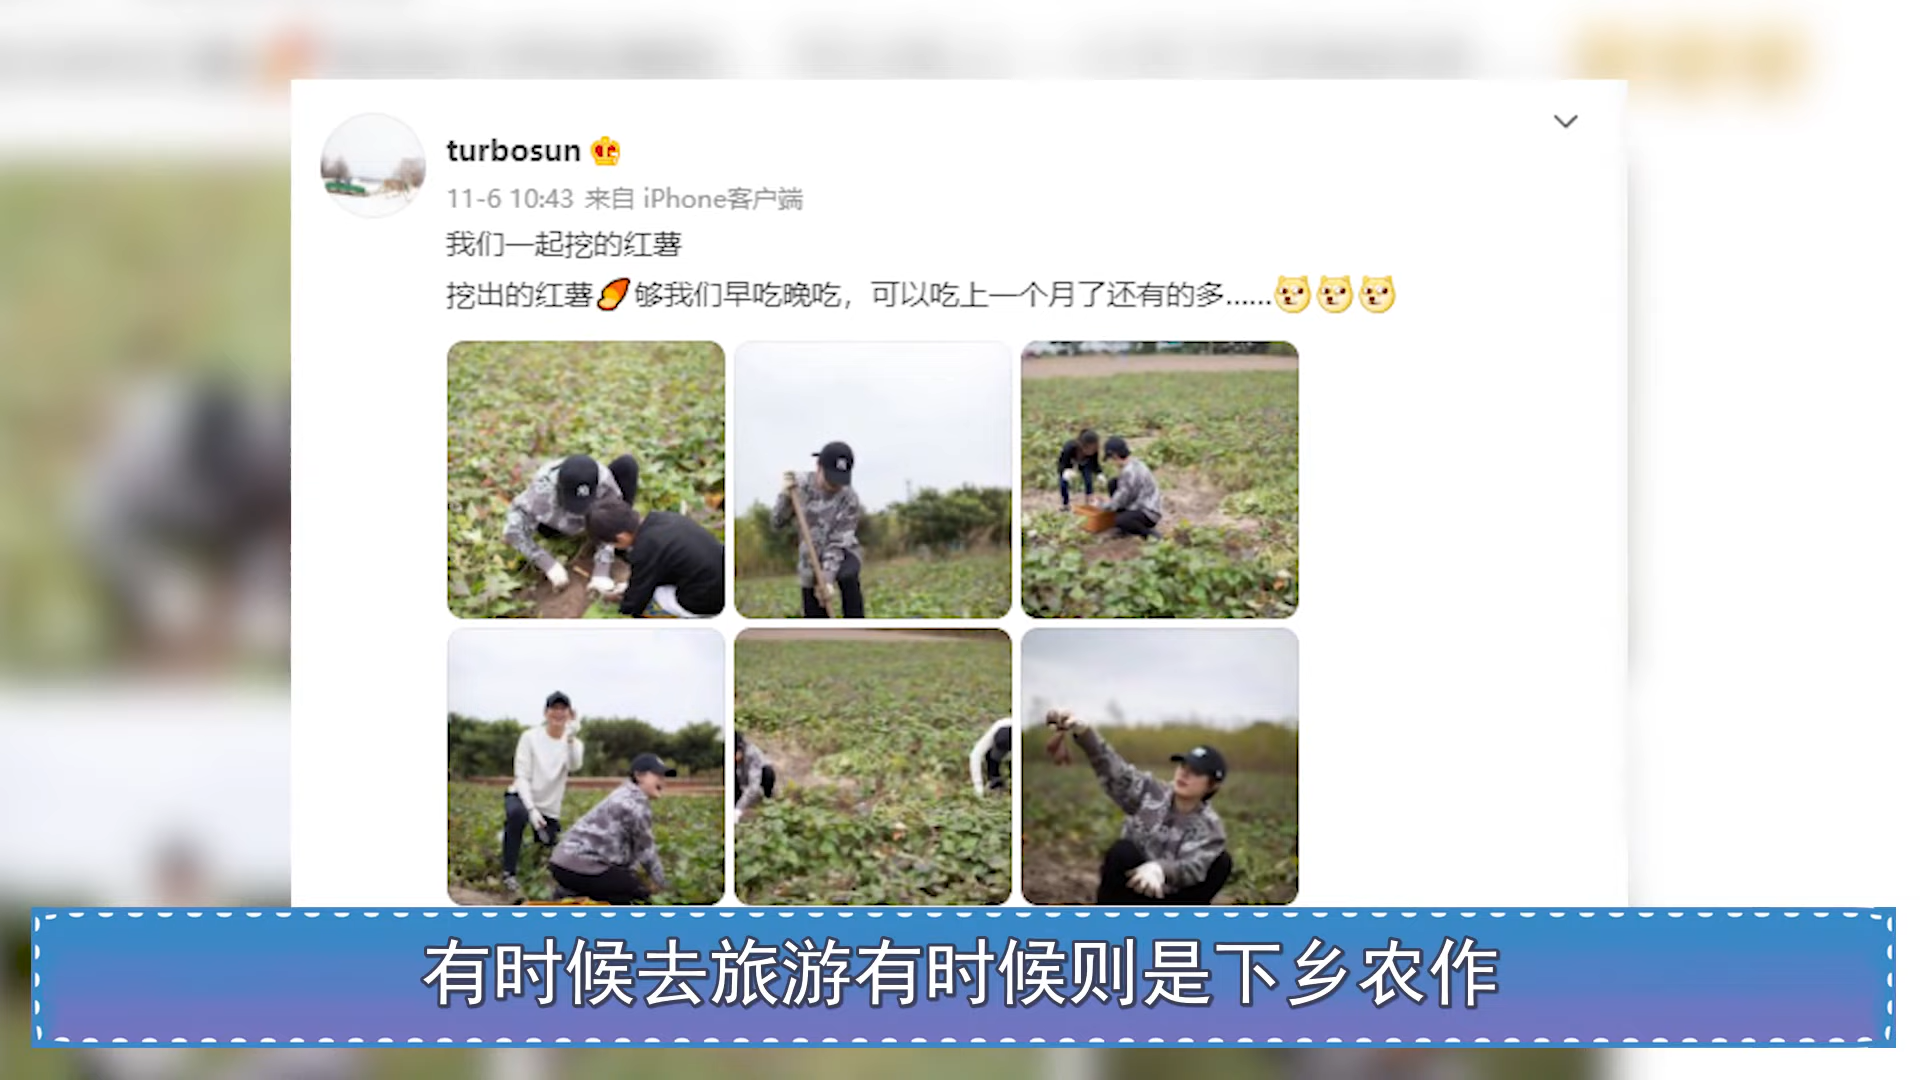 turbosun
11-6 10:43 来自 iPhone客户端
我们一起挖的红薯
挖出的红薯够我们早吃晚吃，可以吃上一个月了还有的多......
有时候去旅游有时候则是下乡农作